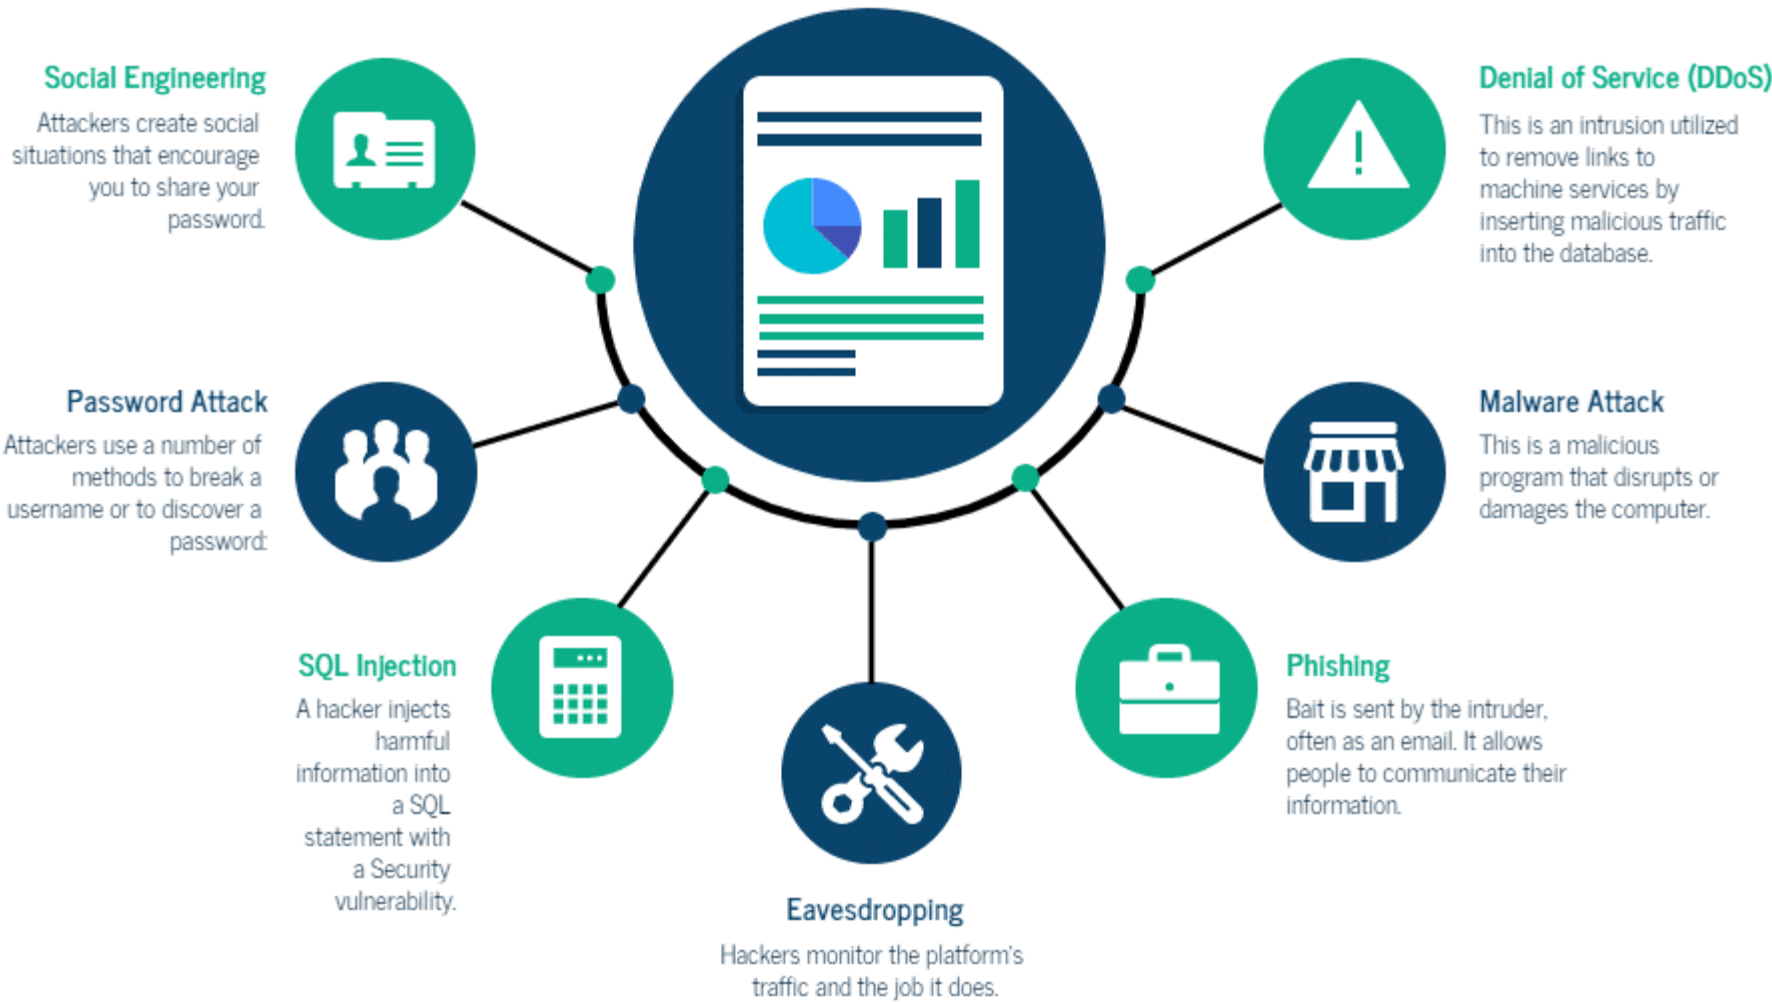 Social Engineering
Attackers create social
situations that encourage
you to share your
password.
Password Attack
Attackers use a number of
methods to break a
username or to discover a
password:
SQL Injection
A hacker injects
harmful
information into
a SQL
statement with
a Security
vulnerability.
Eavesdropping
Hackers monitor the platform's
traffic and the job it does.
Phishing
Bait is sent by the intruder,
often as an email. It allows
people to communicate their
information.
Malware Attack
This is a malicious
program that disrupts or
damages the computer.
Denial of Service (DDoS)
This is an intrusion utilized
to remove links to
machine services by
inserting malicious traffic
into the database.